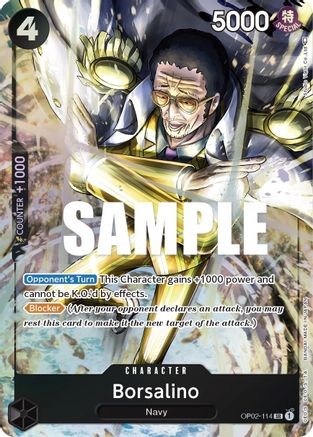 4
5000
特
SPECIAL
COUNTER +1000
SAMPLE
Opponent's Turn This Character gains +1000 power and
cannot be K.O.'d by effects.
Blocker (After your opponent declares an attack, you may
rest this card to make it the new target of the attack.)
CHARACTER
Borsalino
Navy
OP02-114 SR 1